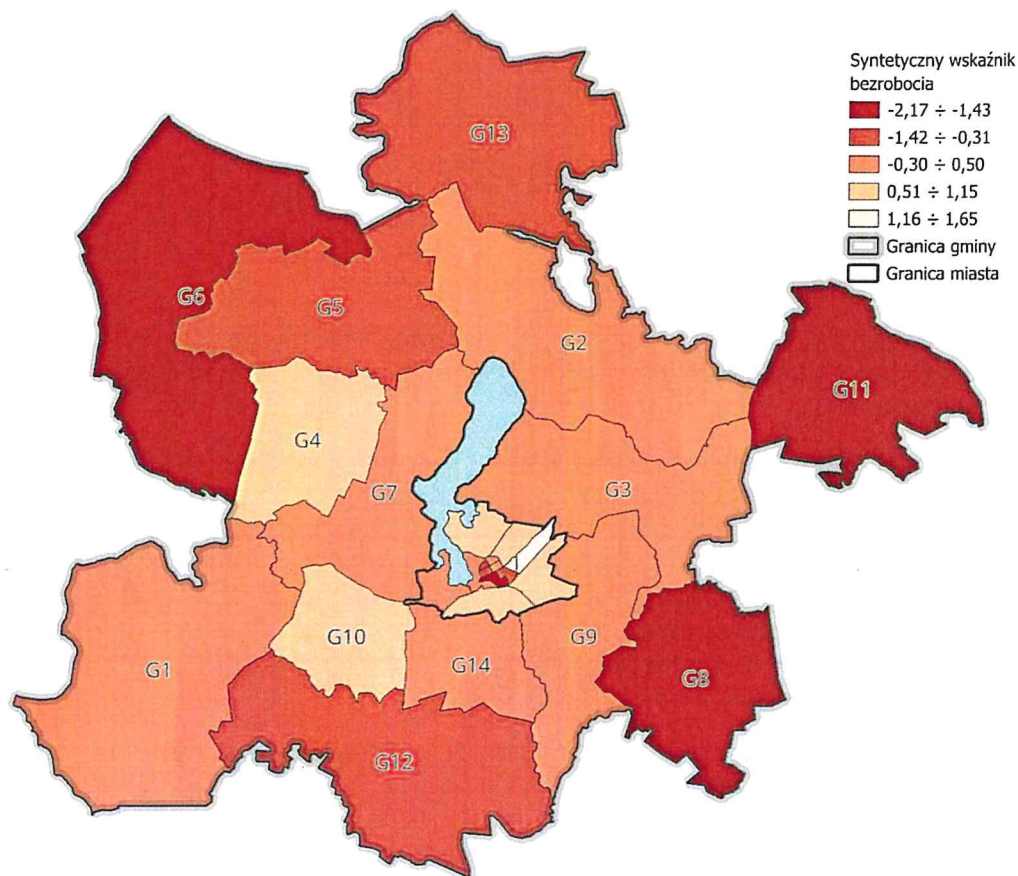 Syntetyczny wskaźnik
bezrobocia
-2,17 ÷ -1,43
-1,42 ÷ -0,31
-0,30 ÷ 0,50
0,51 ÷ 1,15
1,16 ÷ 1,65
Granica gminy
Granica miasta
G13
G6
G5
G2
G11
G4
G7
G3
G10
G9
G1
G14
G8
G12